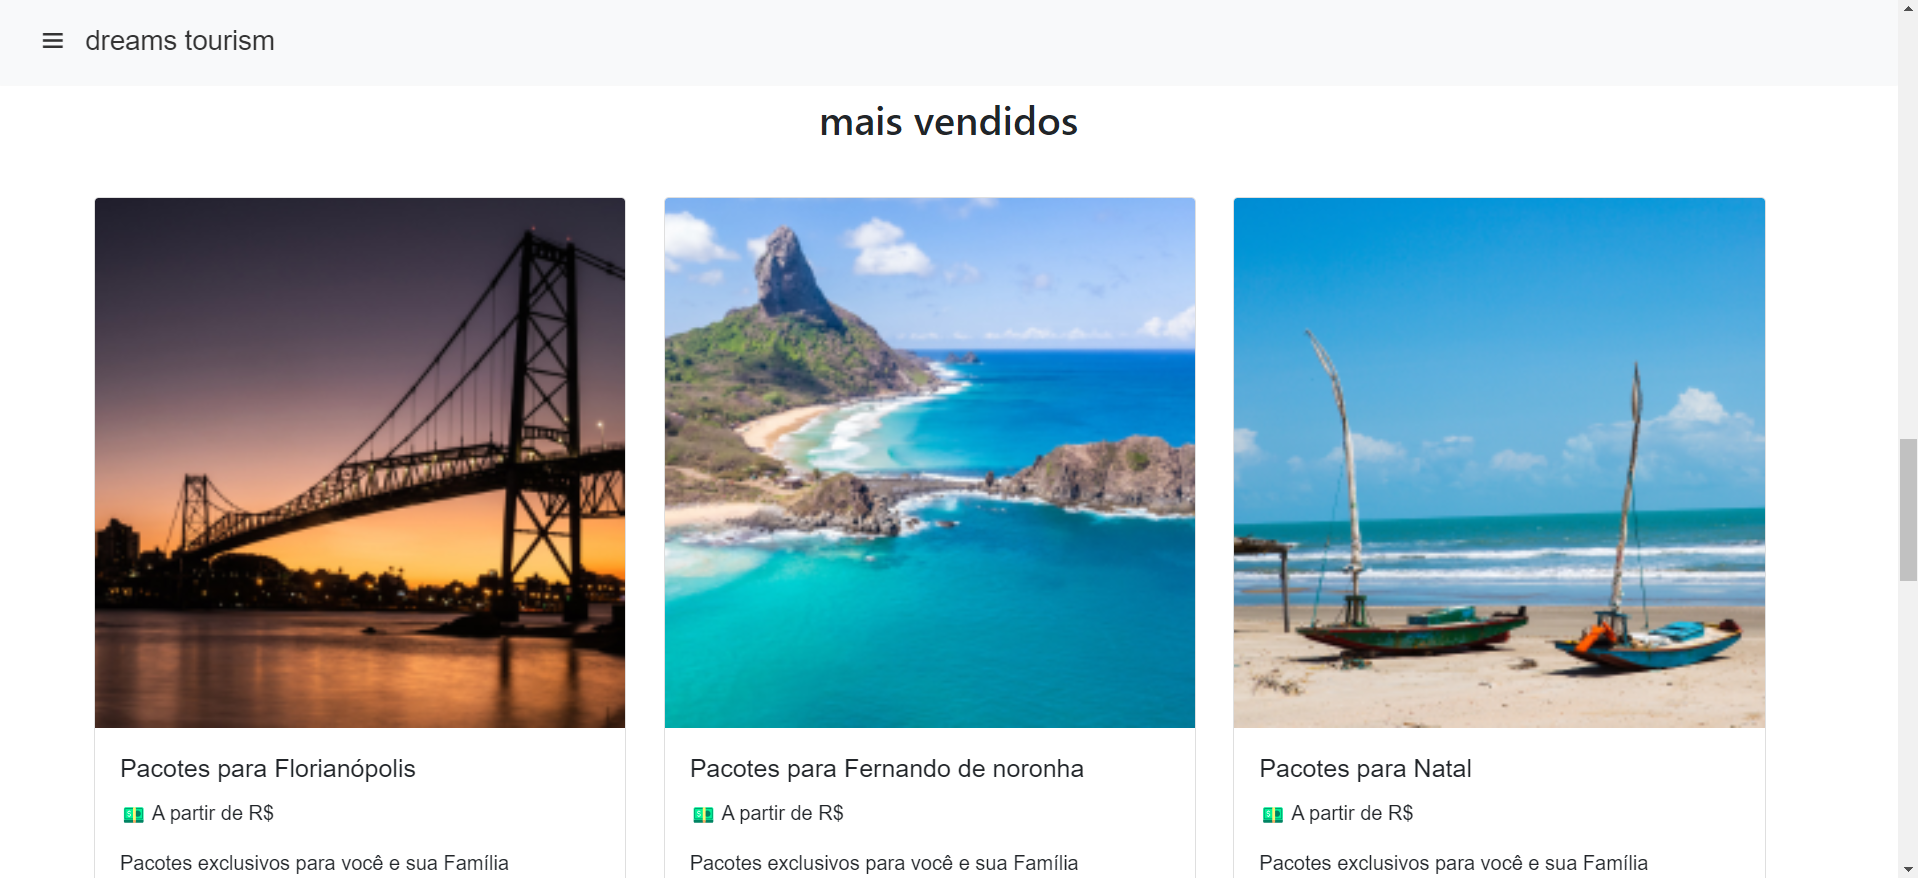 dreams tourism
mais vendidos
Pacotes para Florianópolis
A partir de R$
Pacotes exclusivos para você e sua Família
Pacotes para Fernando de noronha
A partir de R$
Pacotes exclusivos para você e sua Família
Pacotes para Natal
A partir de R$
Pacotes exclusivos para você e sua Família